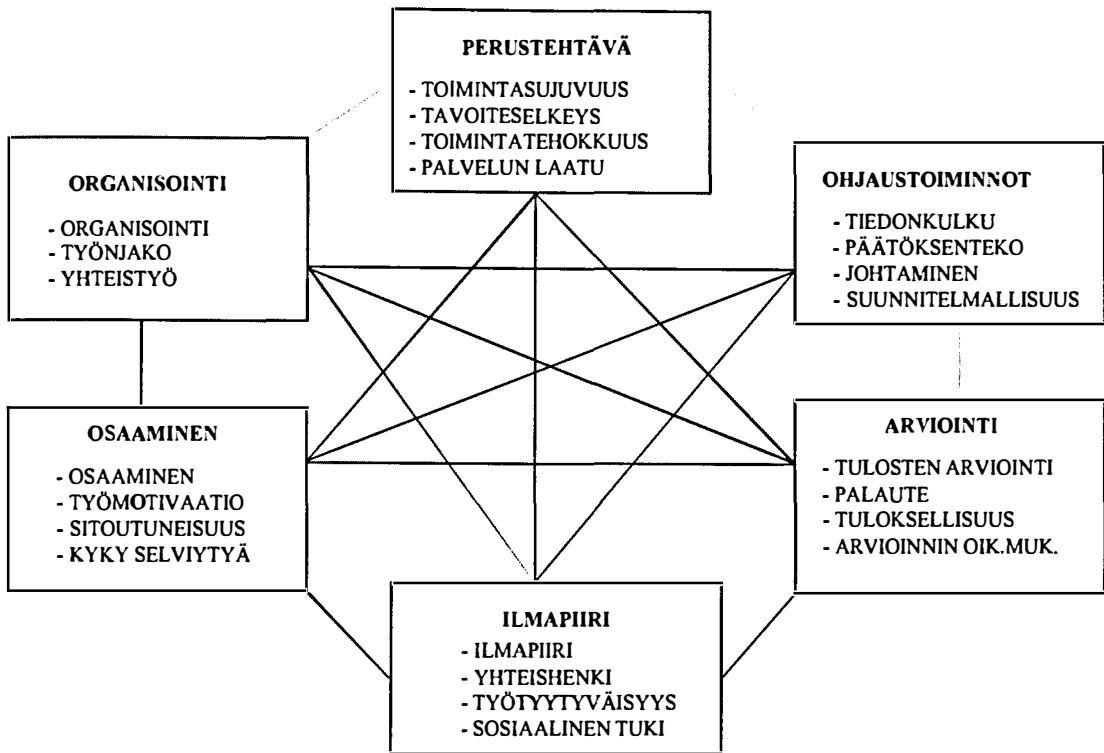 PERUSTEHTÄVÄ
- TOIMINTASUJUVUUS
- TAVOITESELKEYS
- TOIMINTATEHOKKUUS
- PALVELUN LAATU
ORGANISOINTI
- ORGANISOINTI
- TYÖNJAKO
- YHTEISTYÖ
OHJAUSTOIMINNOT
- TIEDONKULKU
- PÄÄTÖKSENTEKO
- JOHTAMINEN
- SUUNNITELMALLISUUS
OSAAMINEN
- OSAAMINEN
- TYÖMOTIVAATIO
- SITOUTUNEISUUS
- KYKY SELVIYTYÄ
ARVIOINTI
- TULOSTEN ARVIOINTI
- PALAUTE
- TULOKSELLISUUS
- ARVIOINNIN OIK.MUK.
ILMAPIIRI
- ILMAPIIRI
- YHTEISHENKI
- TYÖTYYTYVÄISYYS
- SOSIAALINEN TUKI